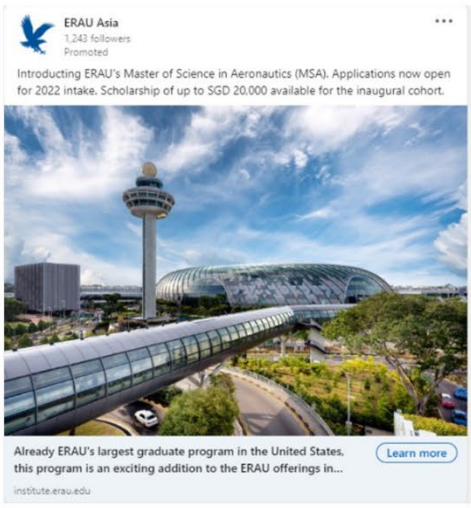 ERAU Asia
1,243 followers
Promoted
Introducting ERAU's Master of Science in Aeronautics (MSA). Applications now open
for 2022 intake. Scholarship of up to SGD 20,000 available for the inaugural cohort.
Already ERAU's largest graduate program in the United States,
this program is an exciting addition to the ERAU offerings in...
Learn more
institute.erau.edu